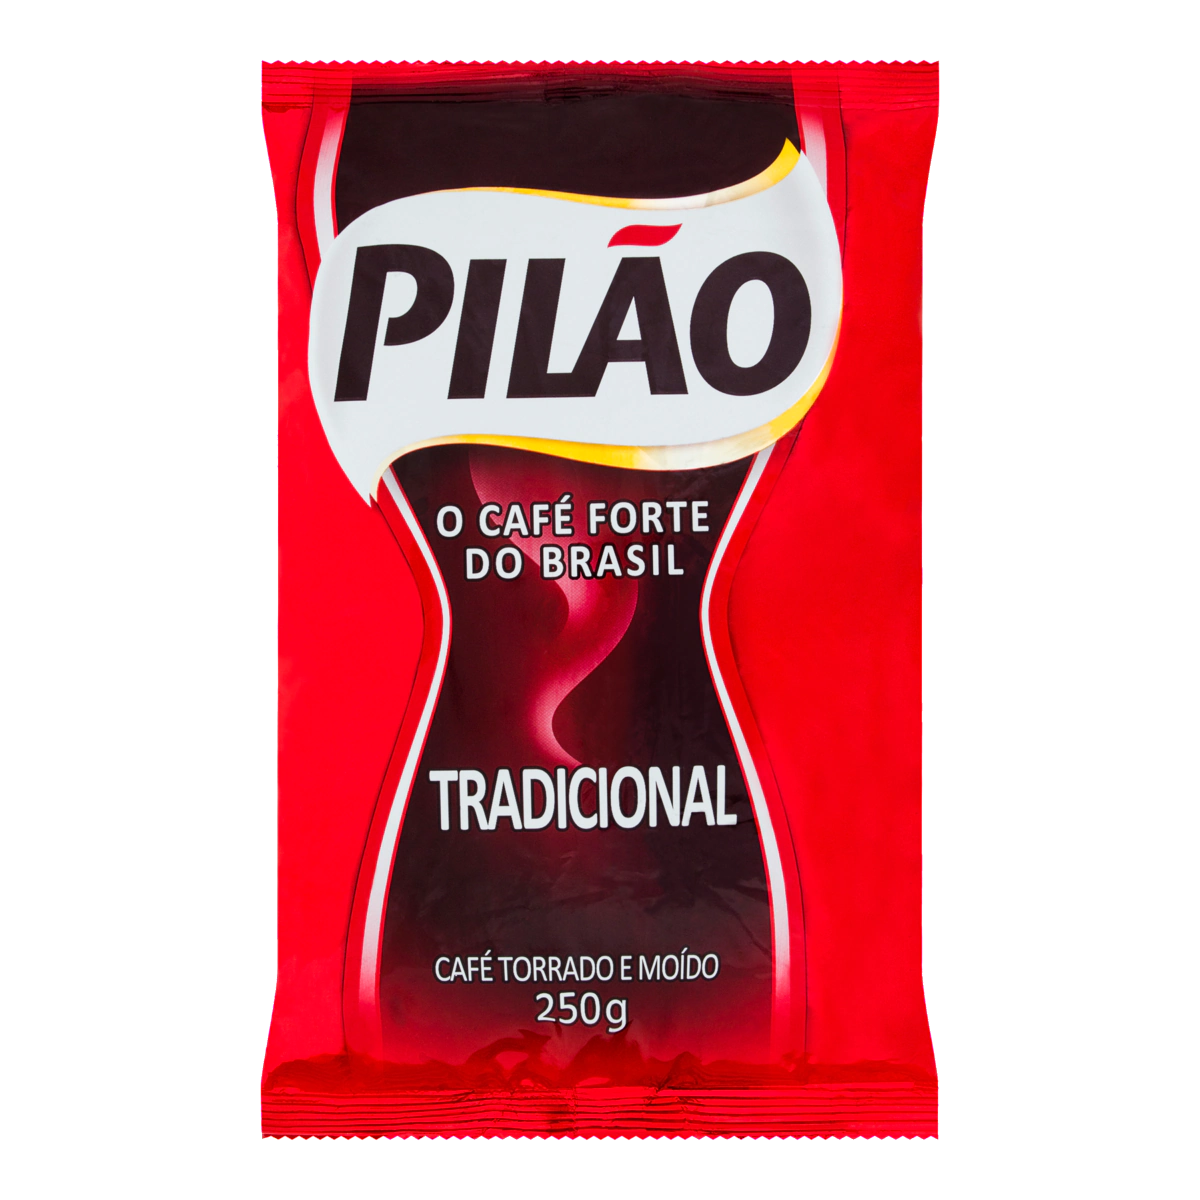 PILÃO
O CAFÉ FORTE
DO BRASIL
TRADICIONAL
CAFÉ TORRADO E MOÍDO
250g